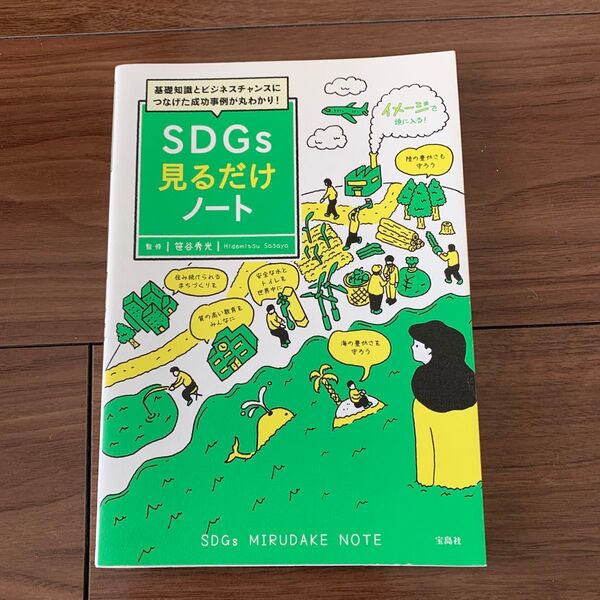 基礎知識とビジネスチャンスに
つなげた成功事例が丸わかり!
SDGs
見るだけ
ノート
監修 笹谷秀光 Hidemitsu Sasaya
イメージで
頭に入る!
陸の豊かさも
守ろう
住み続けられる
まちづくりを
安全な水と
トイレを
世界中に
質の高い教育を
みんなに
海の豊かさを
守ろう
SDGs MIRUDAKE NOTE
宝島社